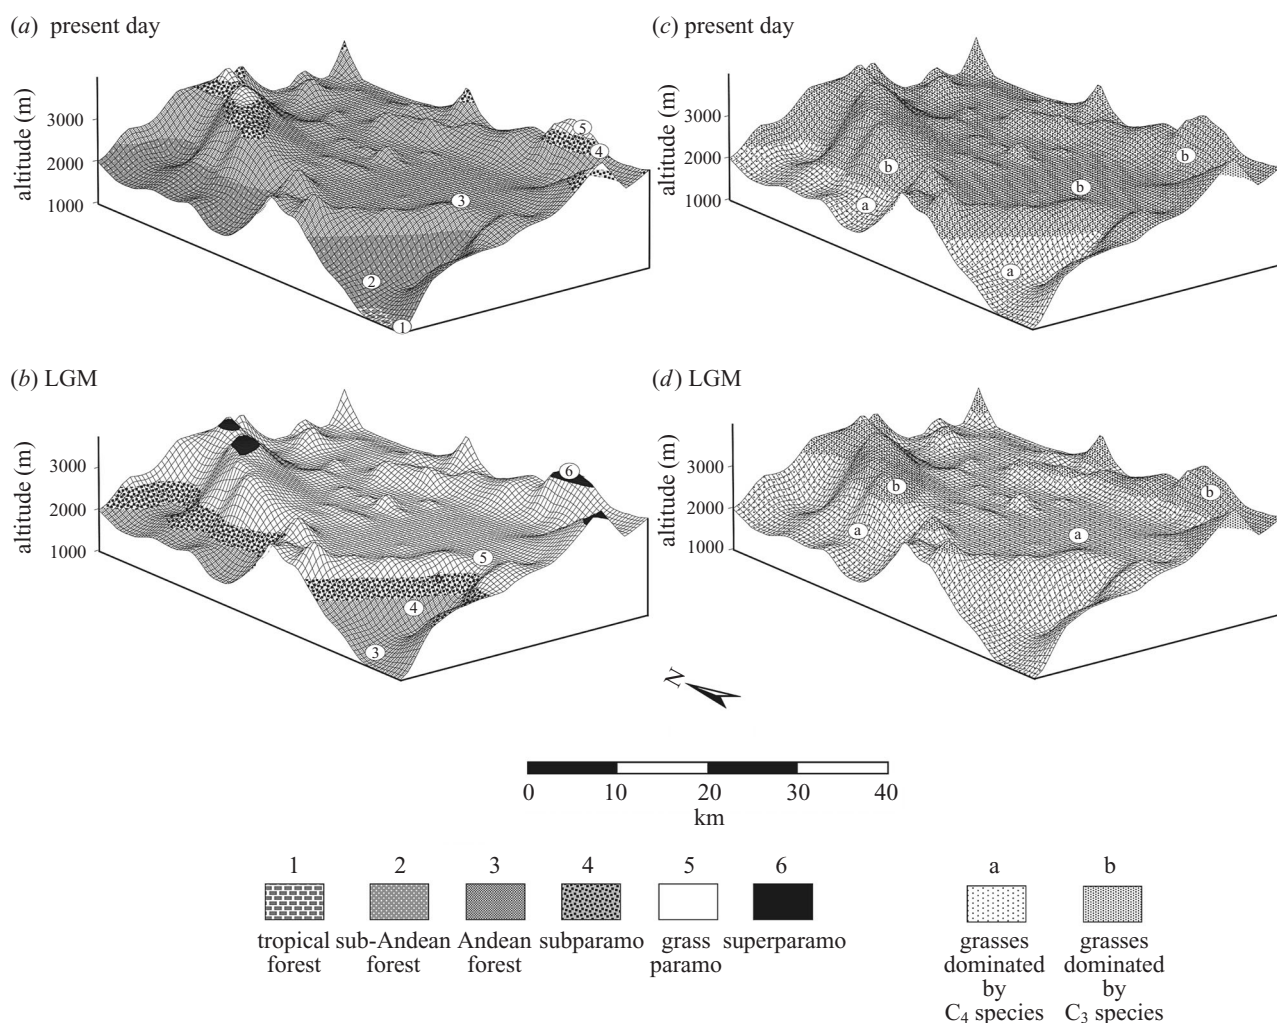 (a) present day
altitude (m)
3000
2000
1000
5
4
3
2
1
(c) present day
altitude (m)
3000
2000
1000
b
b
b
a
a
(b) LGM
altitude (m)
3000
2000
1000
6
5
4
3
(d) LGM
altitude (m)
3000
2000
1000
b
b
a
a
N
0 10 20 30 40
km
1 2 3 4 5 6
tropical sub-Andean Andean subparamo grass superparamo
forest forest forest paramo
a b
grasses grasses
dominated dominated
by by
C4 species C3 species